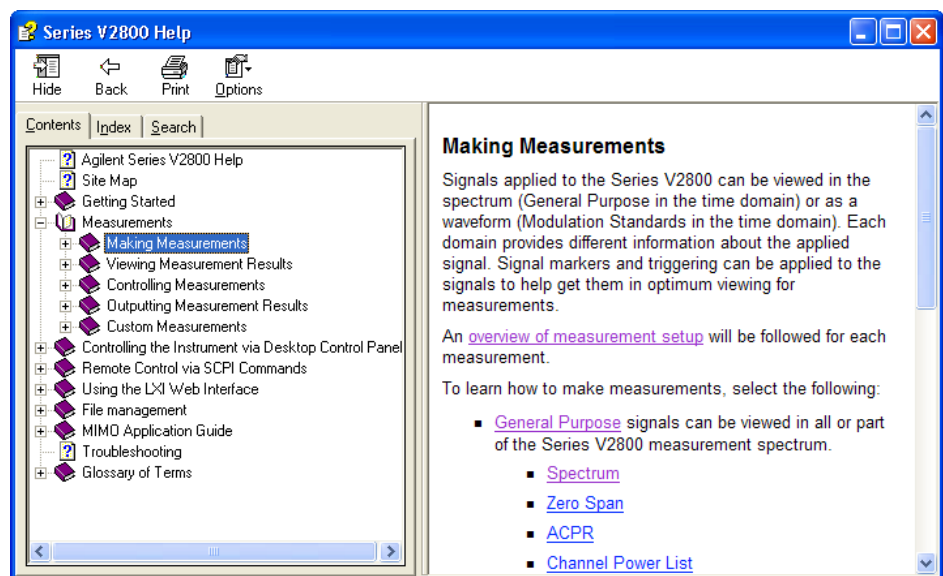 Series V2800 Help
Hide Back Print Options
Contents Index Search
Agilent Series V2800 Help
Site Map
Getting Started
Measurements
Making Measurements
Viewing Measurement Results
Controlling Measurements
Outputting Measurement Results
Custom Measurements
Controlling the Instrument via Desktop Control Panel
Remote Control via SCPI Commands
Using the LXI Web Interface
File management
MIMO Application Guide
Troubleshooting
Glossary of Terms
Making Measurements
Signals applied to the Series V2800 can be viewed in the
spectrum (General Purpose in the time domain) or as a
waveform (Modulation Standards in the time domain). Each
domain provides different information about the applied
signal. Signal markers and triggering can be applied to the
signals to help get them in optimum viewing for
measurements.
An overview of measurement setup will be followed for each
measurement.
To learn how to make measurements, select the following:
General Purpose signals can be viewed in all or part
of the Series V2800 measurement spectrum.
Spectrum
Zero Span
ACPR
Channel Power List